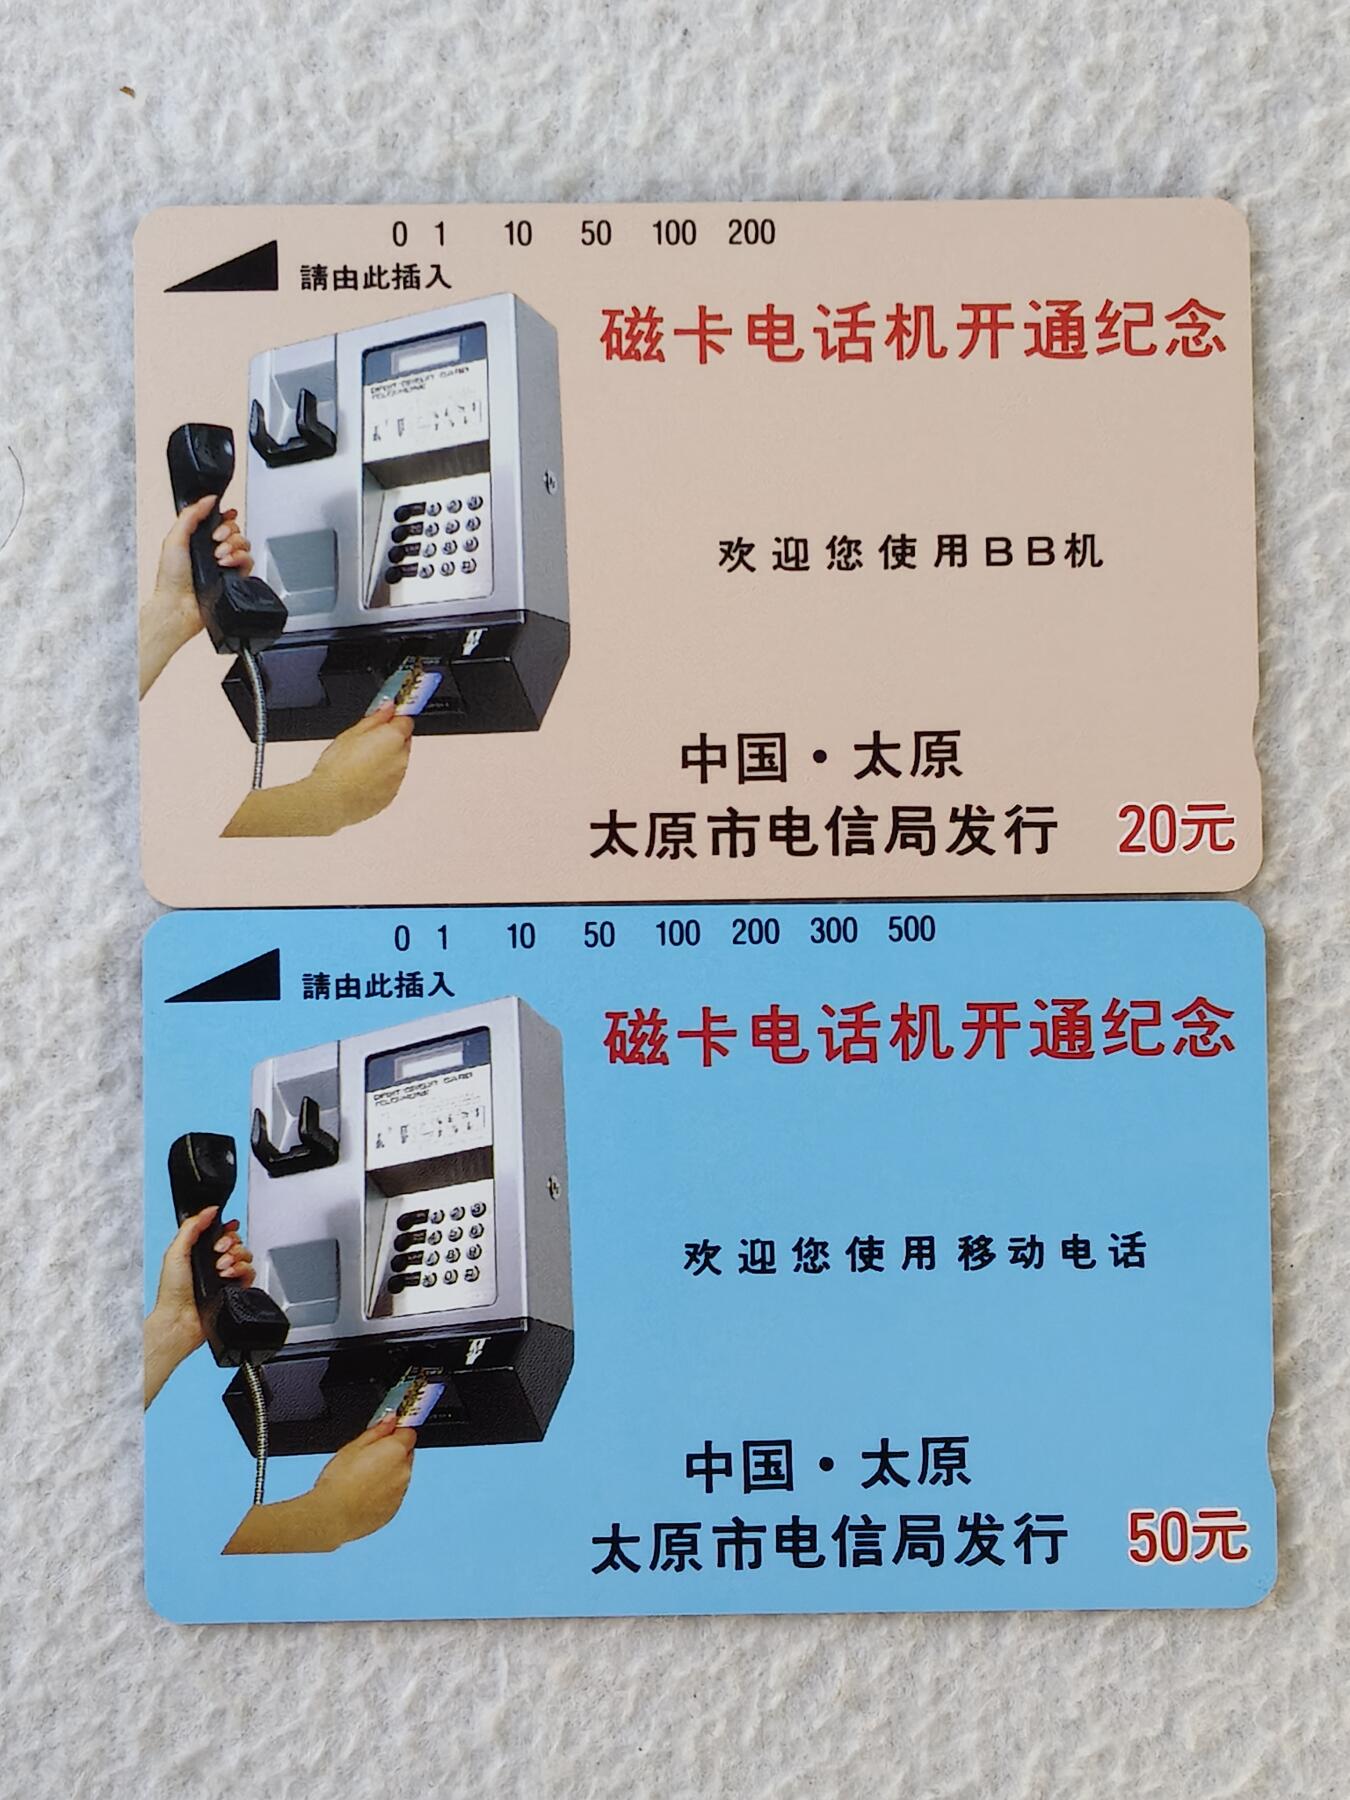 0 1 10 50 100 200
請由此插入
磁卡电话机开通纪念
欢迎您使用BB机
中国·太原
太原市电信局发行 20元
0 1 10 50 100 200 300 500
請由此插入
磁卡电话机开通纪念
欢迎您使用移动电话
中国·太原
太原市电信局发行 50元